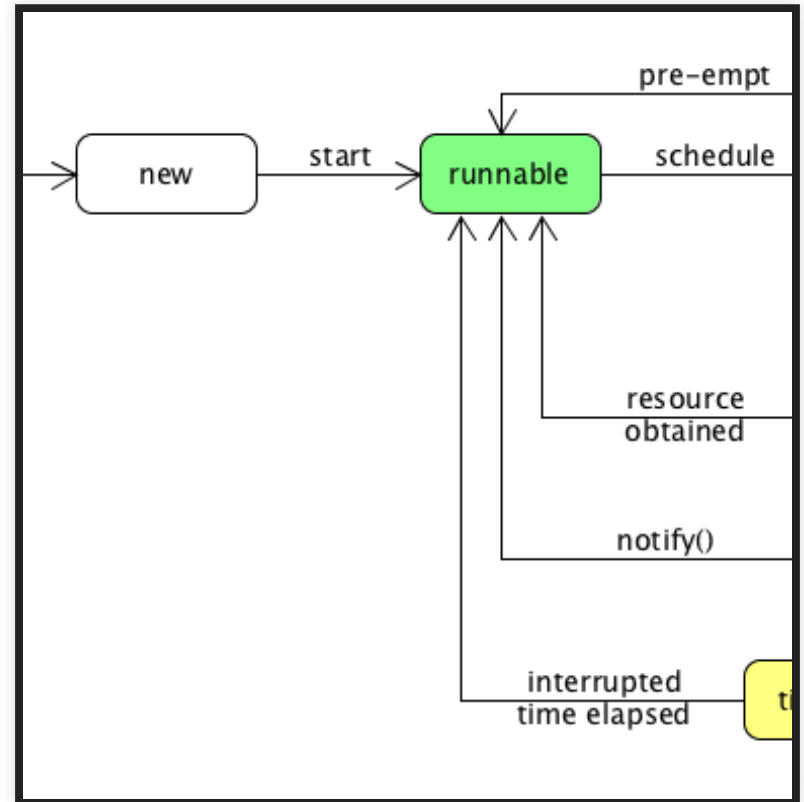 pre-empt
new
start
runnable
schedule
resource
obtained
notify()
interrupted
time elapsed